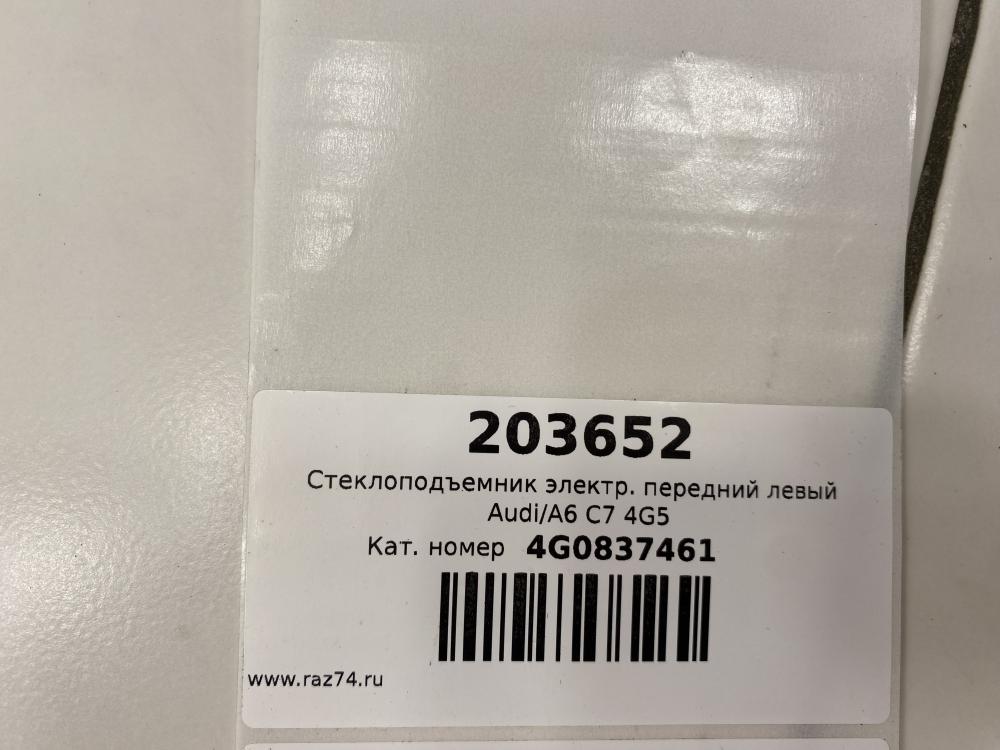 203652
Стеклоподъемник электр. передний левый
Audi/A6 C7 4G5
Кат. номер 4G0837461
www.raz74.ru